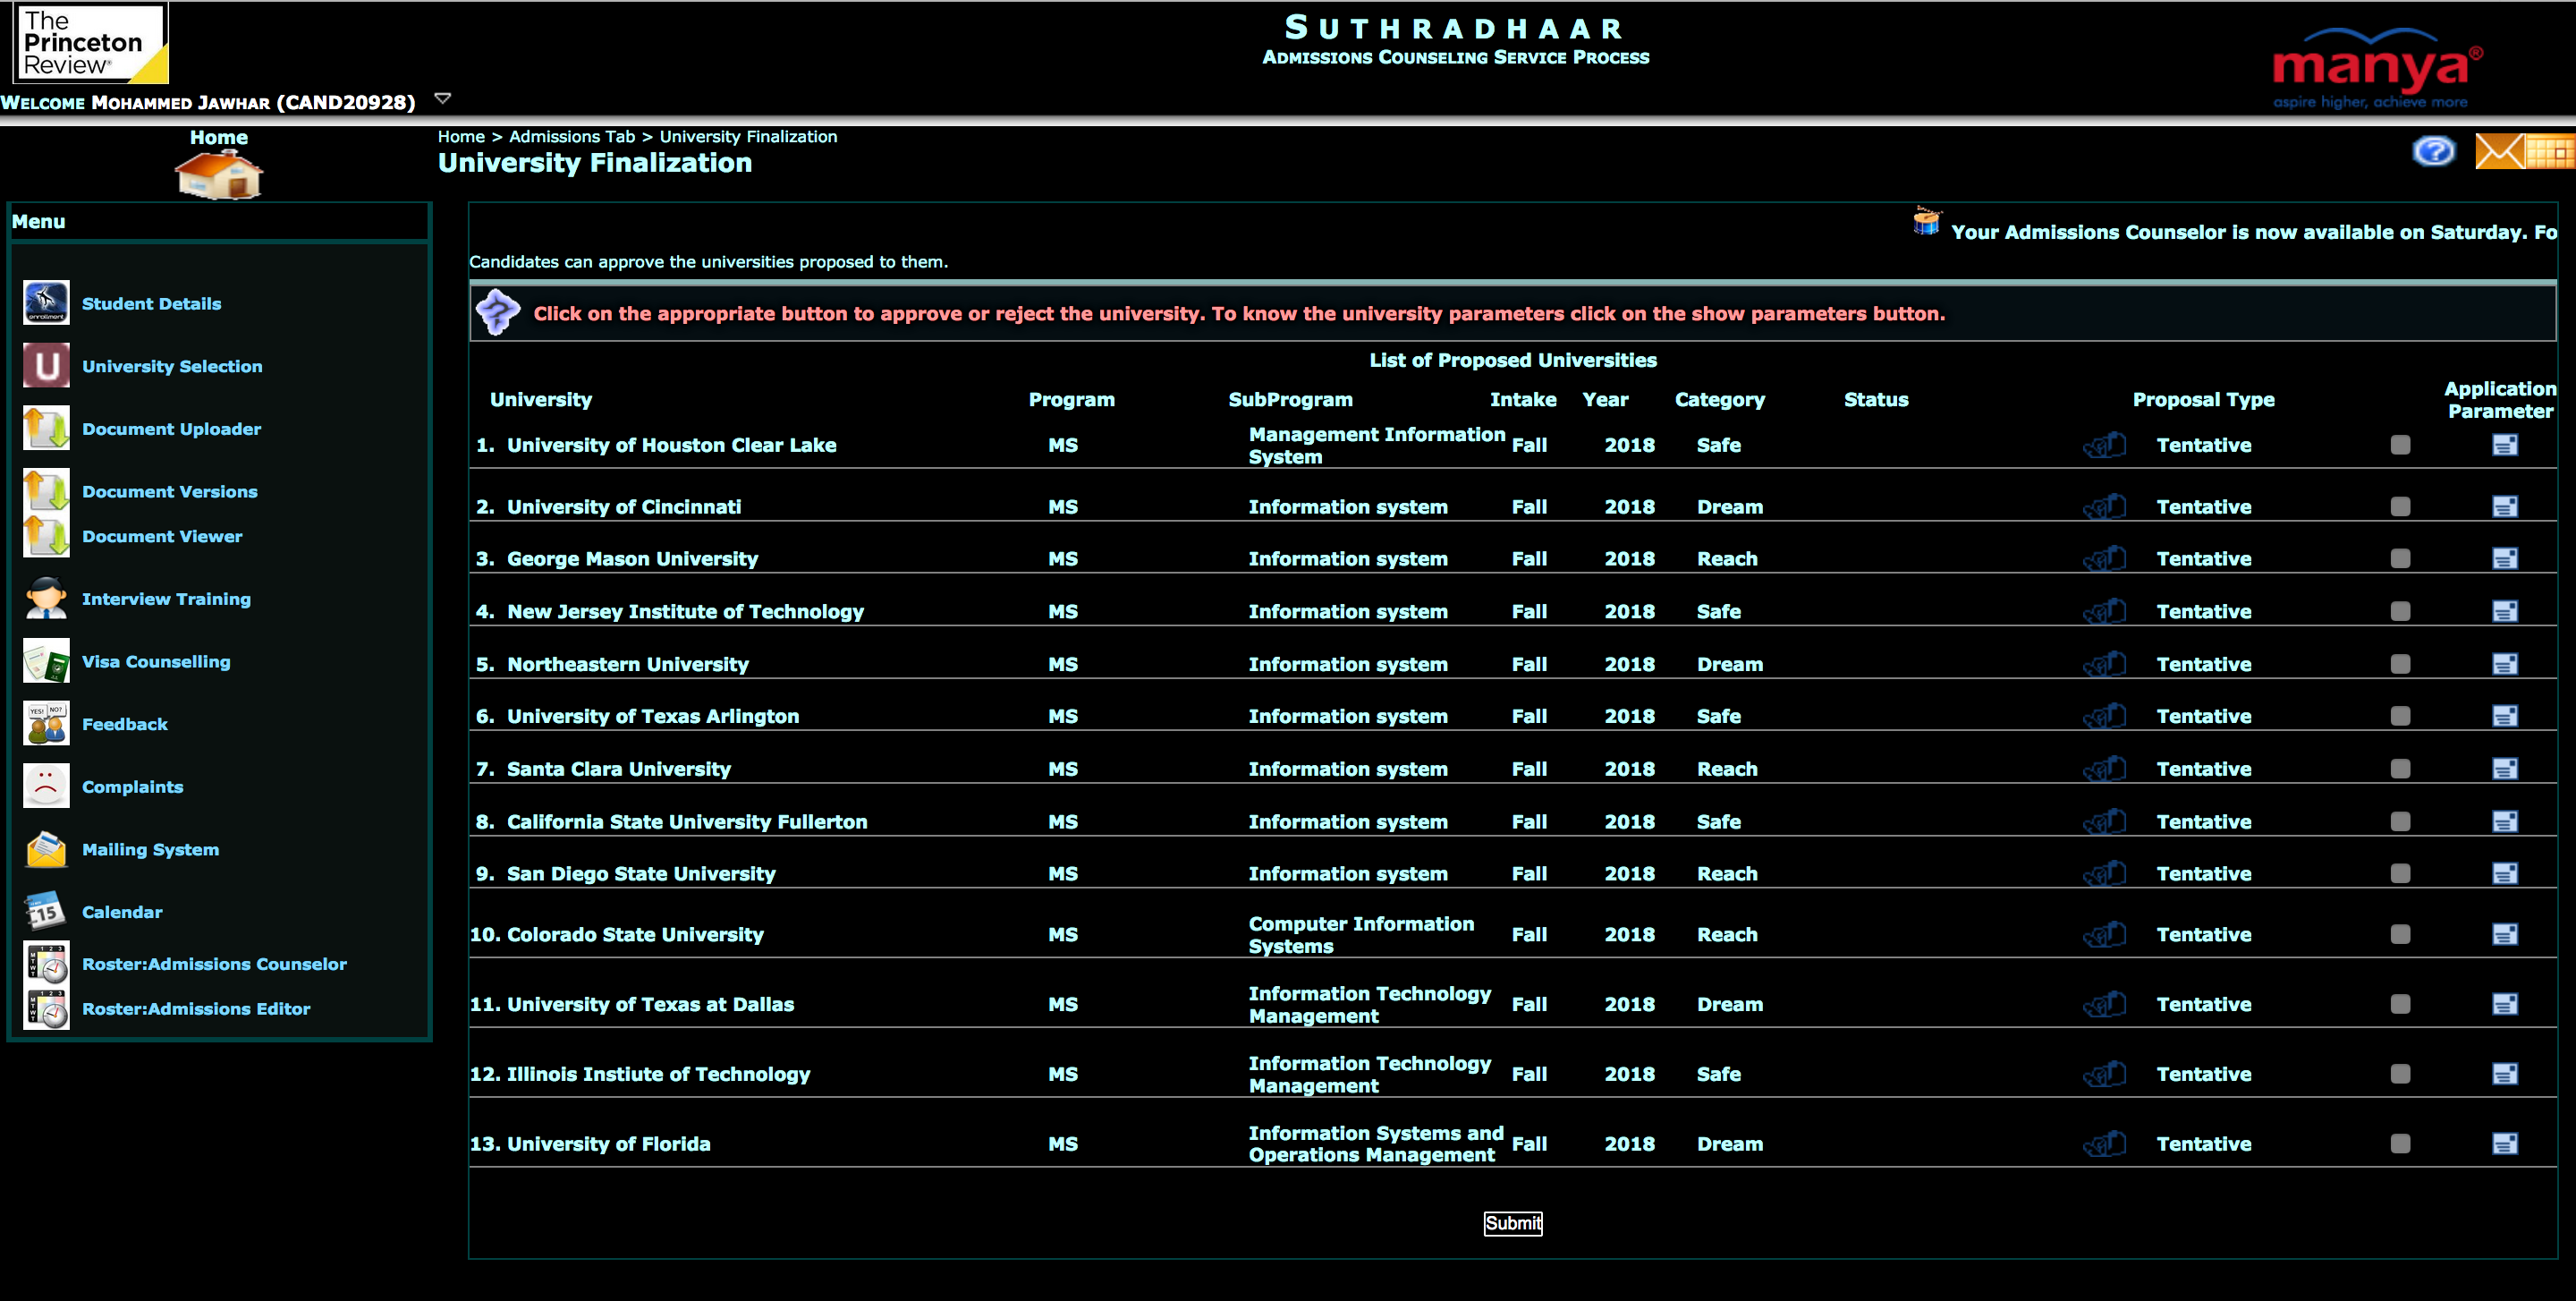 The
Princeton
Review®
SUTHRADHAAR
ADMISSIONS COUNSELING SERVICE PROCESS
manya®
aspire higher, achieve more
WELCOME MOHAMMED JAWHAR (CAND20928)
Home
Home > Admissions Tab > University Finalization
University Finalization
Menu
Student Details
University Selection
Document Uploader
Document Versions
Document Viewer
Interview Training
Visa Counselling
YES! NO?
Feedback
Complaints
Mailing System
15
Calendar
Roster:Admissions Counselor
Roster:Admissions Editor
Your Admissions Counselor is now available on Saturday. Fo
Candidates can approve the universities proposed to them.
Click on the appropriate button to approve or reject the university. To know the university parameters click on the show parameters button.
List of Proposed Universities
University Program SubProgram Intake Year Category Status Proposal Type Application Parameter
1. University of Houston Clear Lake MS Management Information System Fall 2018 Safe Tentative
2. University of Cincinnati MS Information system Fall 2018 Dream Tentative
3. George Mason University MS Information system Fall 2018 Reach Tentative
4. New Jersey Institute of Technology MS Information system Fall 2018 Safe Tentative
5. Northeastern University MS Information system Fall 2018 Dream Tentative
6. University of Texas Arlington MS Information system Fall 2018 Safe Tentative
7. Santa Clara University MS Information system Fall 2018 Reach Tentative
8. California State University Fullerton MS Information system Fall 2018 Safe Tentative
9. San Diego State University MS Information system Fall 2018 Reach Tentative
10. Colorado State University MS Computer Information Systems Fall 2018 Reach Tentative
11. University of Texas at Dallas MS Information Technology Management Fall 2018 Dream Tentative
12. Illinois Instiute of Technology MS Information Technology Management Fall 2018 Safe Tentative
13. University of Florida MS Information Systems and Operations Management Fall 2018 Dream Tentative
Submit